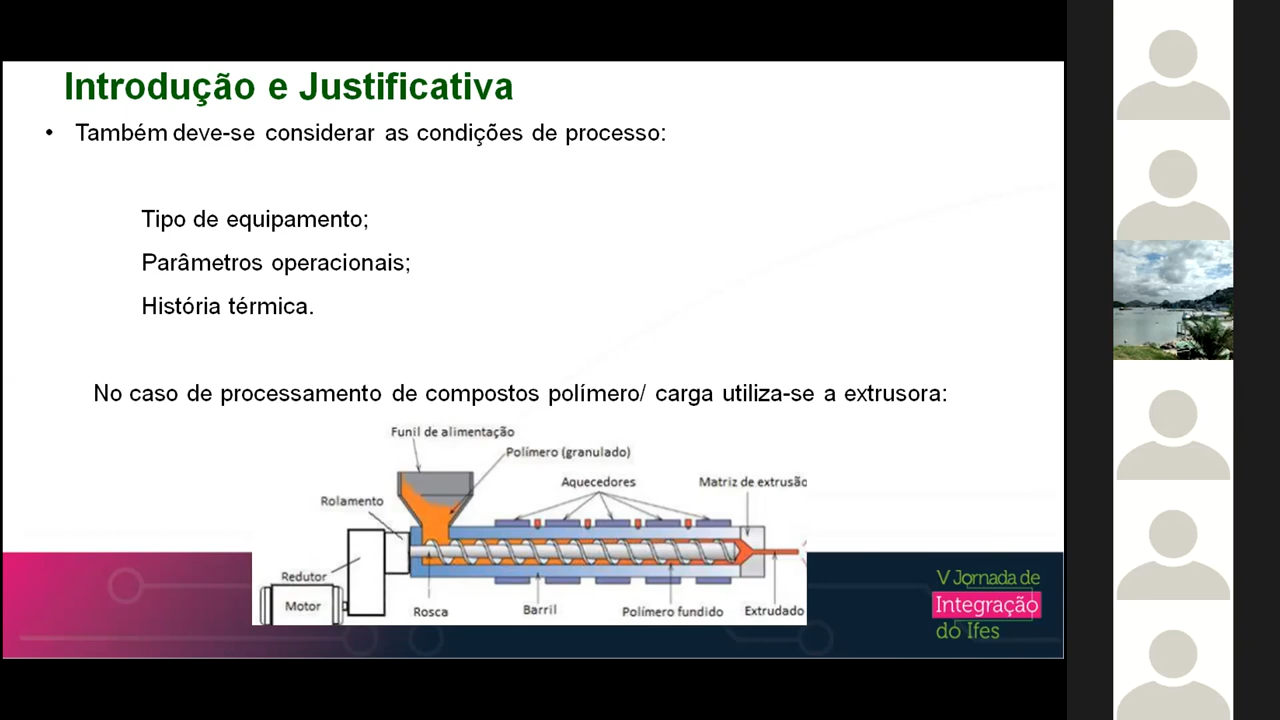 Introdução e Justificativa
• Também deve-se considerar as condições de processo:
Tipo de equipamento;
Parâmetros operacionais;
História térmica.
No caso de processamento de compostos polímero/ carga utiliza-se a extrusora:
Funil de alimentação
Polímero (granulado)
Aquecedores
Matriz de extrusão
Rolamento
Redutor
Motor
Rosca
Barril
Polímero fundido
Extrudado
V Jornada de
Integração
do Ifes